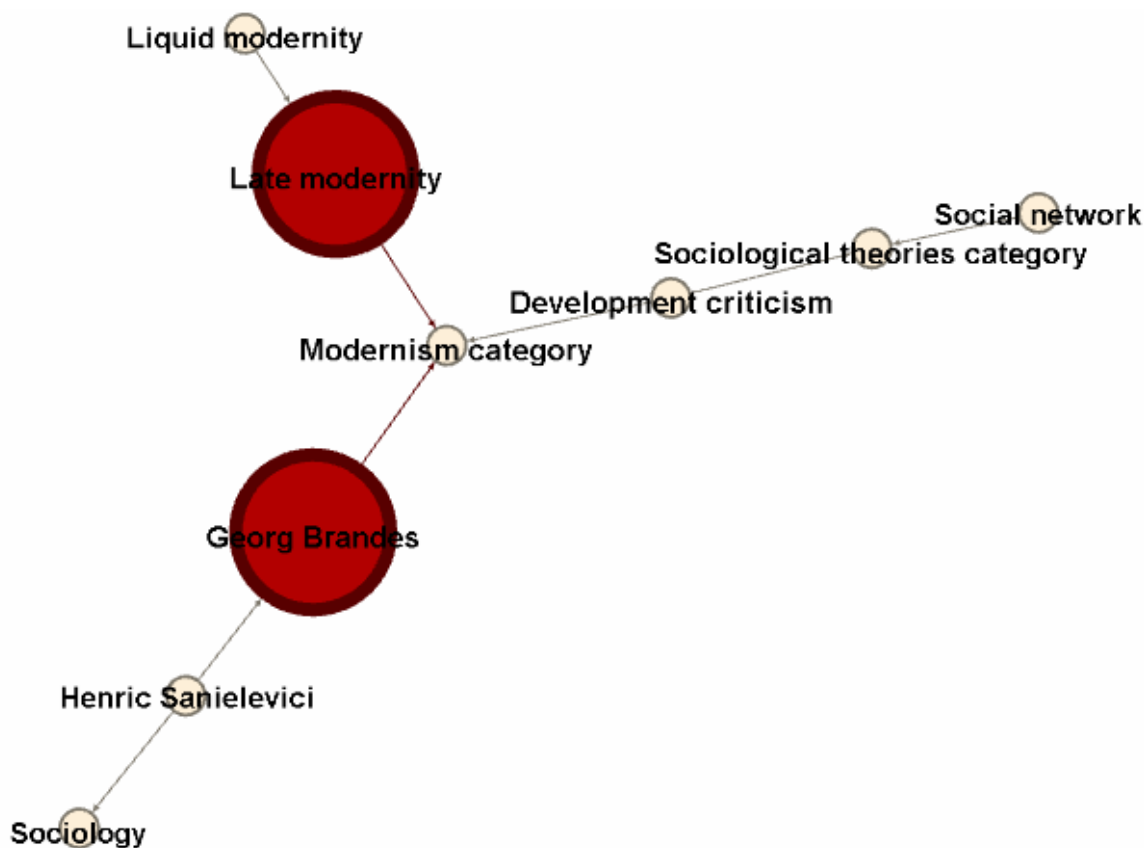 Liquid modernity
Late modernity
Social network
Sociological theories category
Development criticism
Modernism category
Georg Brandes
Henric Sanielevici
Sociology